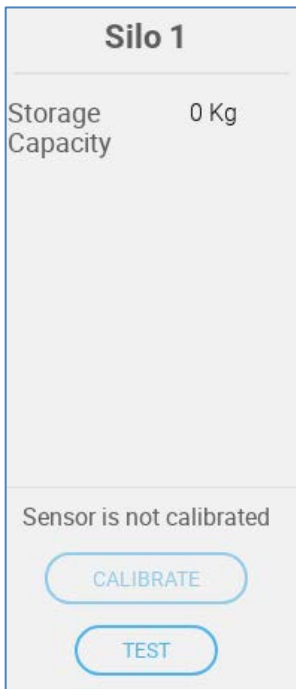 Silo 1
Storage 0 Kg
Capacity
Sensor is not calibrated
CALIBRATE
TEST